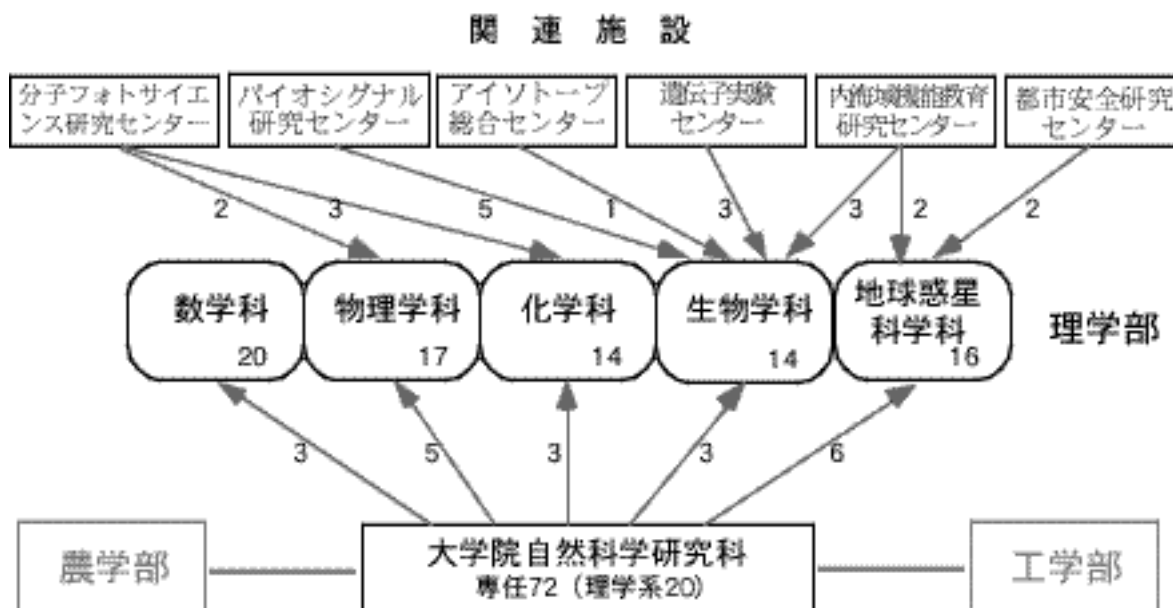 関連施設
分子フォトサイエ
ンス研究センター
バイオシグナル
研究センター
アイソトープ
総合センター
遺伝子実験
センター
内海域機能教育
研究センター
都市安全研究
センター
2 3 5 1 3 3 2 2
数学科
20
物理学科
17
化学科
14
生物学科
14
地球惑星
科学科
16
理学部
3 5 3 3 6
農学部
大学院自然科学研究科
専任72（理学系20）
工学部